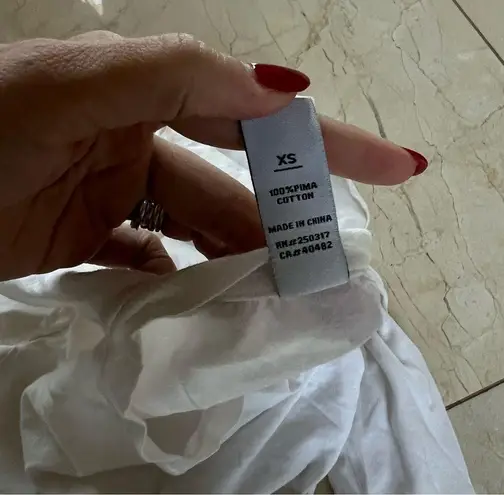 XS
100%PIMA
COTTON
MADE IN CHINA
RN#250317
CA#40482